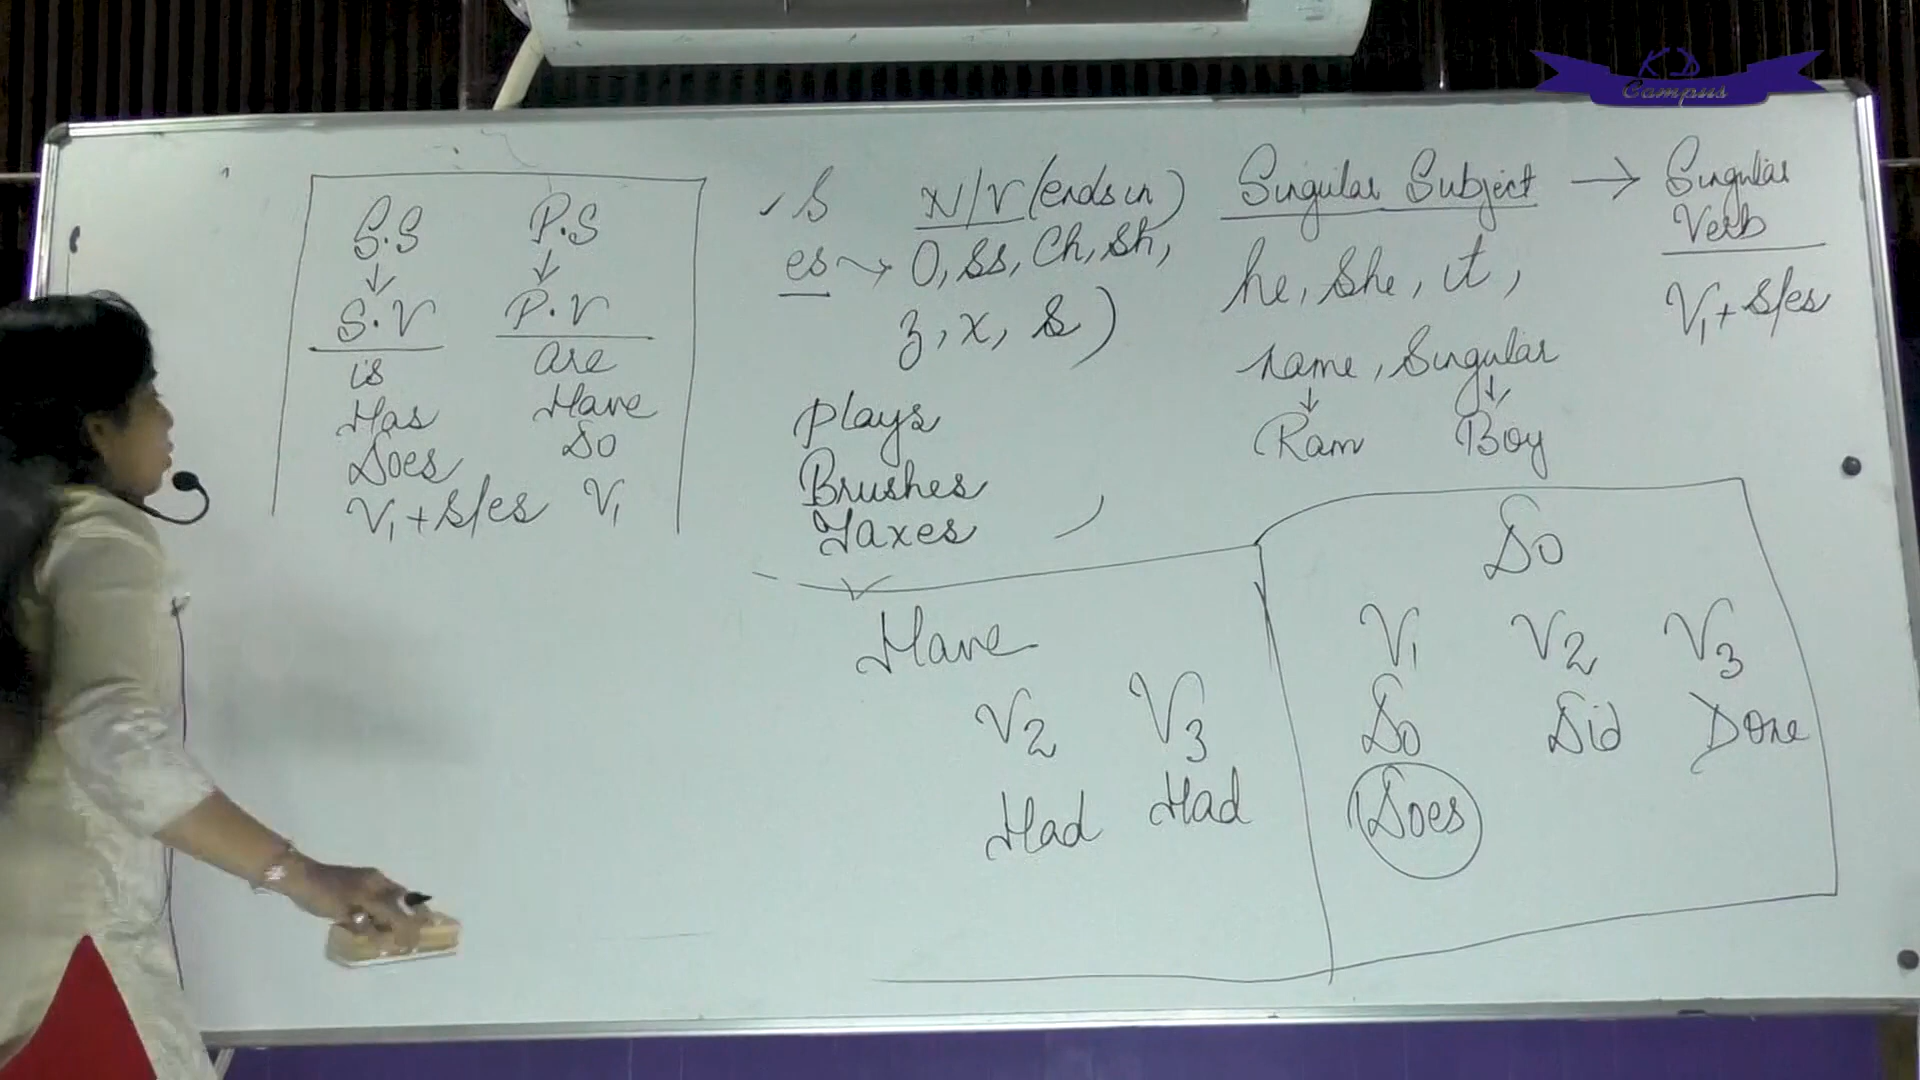 KD
Campus
S.S P.S
↓ ↓
S.V P.V
is are
Has Have
Does Do
V1+s/es V1
✓ S N/V (ends in)
es → O, ss, Ch, sh,
z, x, s)
plays
Brushes
Taxes
Singular Subject → Singular
Verb
he, she, it, V1+s/es
name, Singular
↓ ↓
Ram Boy
Have
V2 V3
Had Had
Do
V1 V2 V3
Do Did Done
Does